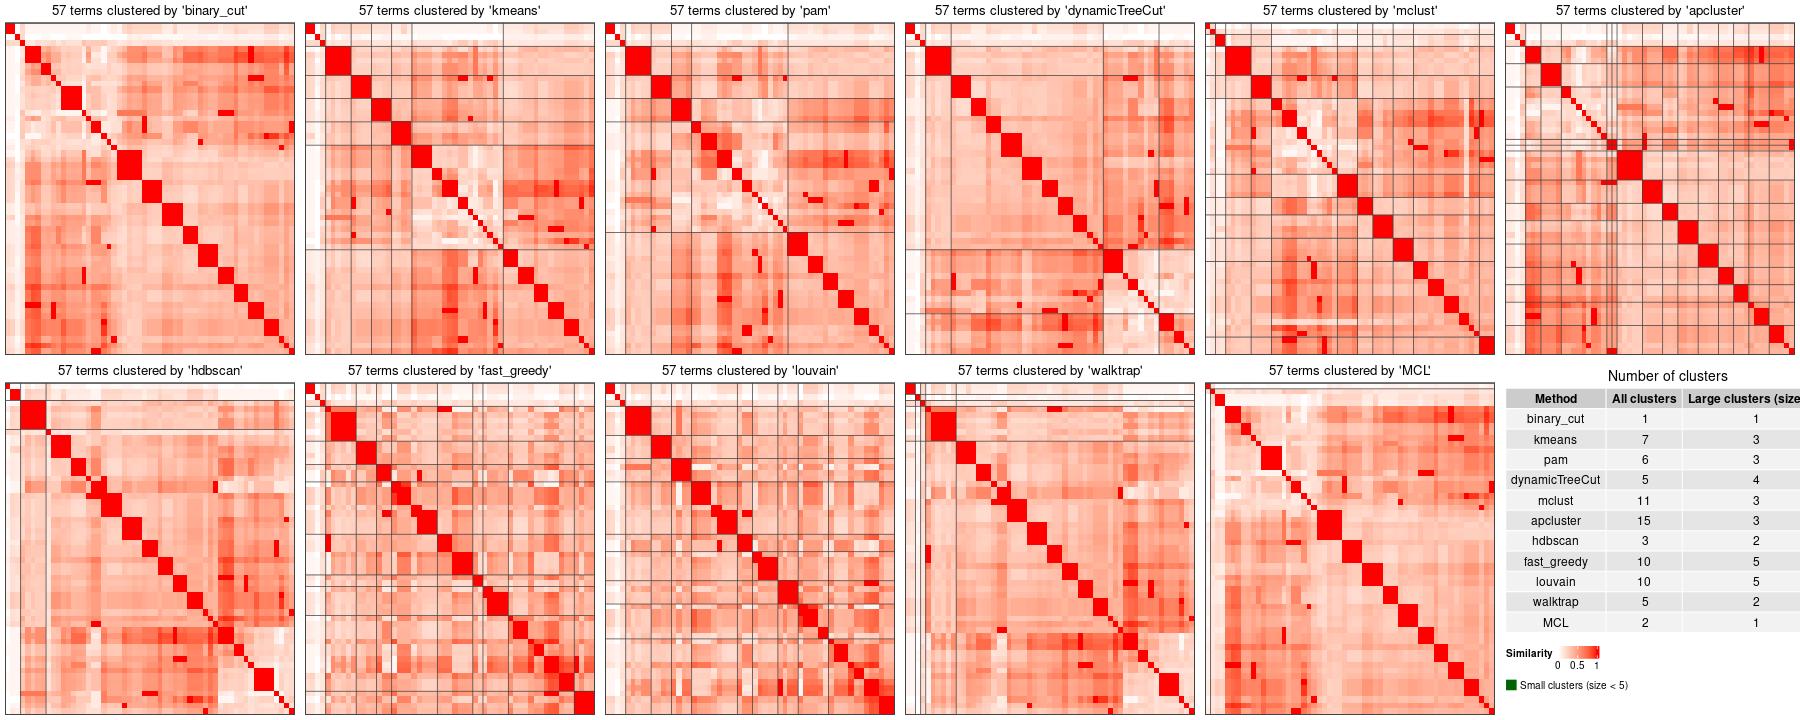 57 terms clustered by 'binary_cut'
57 terms clustered by 'kmeans'
57 terms clustered by 'pam'
57 terms clustered by 'dynamicTreeCut'
57 terms clustered by 'mclust'
57 terms clustered by 'apcluster'
57 terms clustered by 'hdbscan'
57 terms clustered by 'fast_greedy'
57 terms clustered by 'louvain'
57 terms clustered by 'walktrap'
57 terms clustered by 'MCL'
Number of clusters
Method All clusters Large clusters (size
binary_cut 1 1
kmeans 7 3
pam 6 3
dynamicTreeCut 5 4
mclust 11 3
apcluster 15 3
hdbscan 3 2
fast_greedy 10 5
louvain 10 5
walktrap 5 2
MCL 2 1
Similarity
0 0.5 1
Small clusters (size < 5)